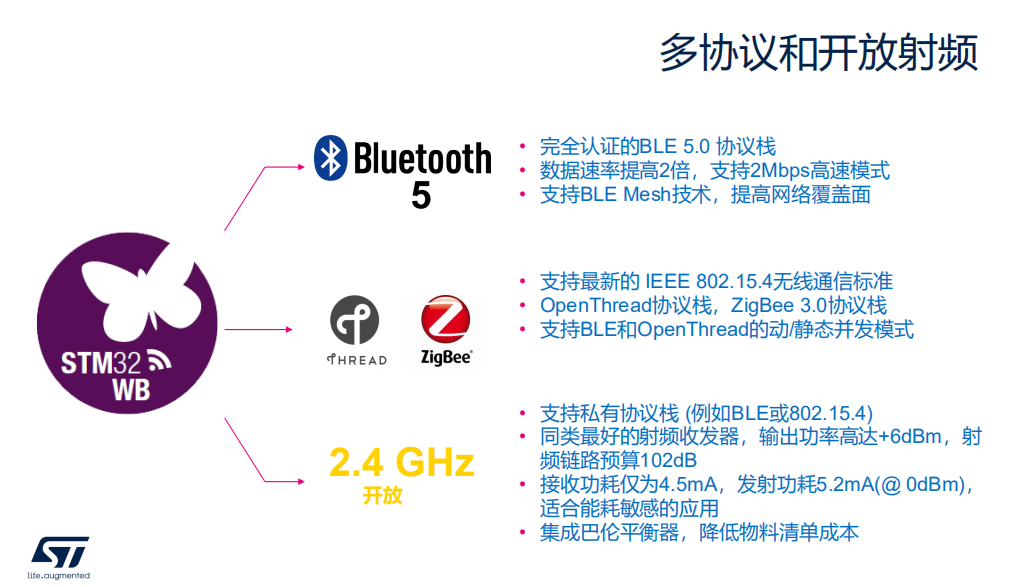 多协议和开放射频
Bluetooth
5
• 完全认证的BLE 5.0 协议栈
• 数据速率提高2倍，支持2Mbps高速模式
• 支持BLE Mesh技术，提高网络覆盖面
STM32
WB
THREAD
ZigBee®
• 支持最新的 IEEE 802.15.4无线通信标准
• OpenThread协议栈，ZigBee 3.0协议栈
• 支持BLE和OpenThread的动/静态并发模式
2.4 GHz
开放
• 支持私有协议栈 (例如BLE或802.15.4)
• 同类最好的射频收发器，输出功率高达+6dBm，射
频链路预算102dB
• 接收功耗仅为4.5mA，发射功耗5.2mA(@ 0dBm)，
适合能耗敏感的应用
• 集成巴伦平衡器，降低物料清单成本
ST
life.augmented